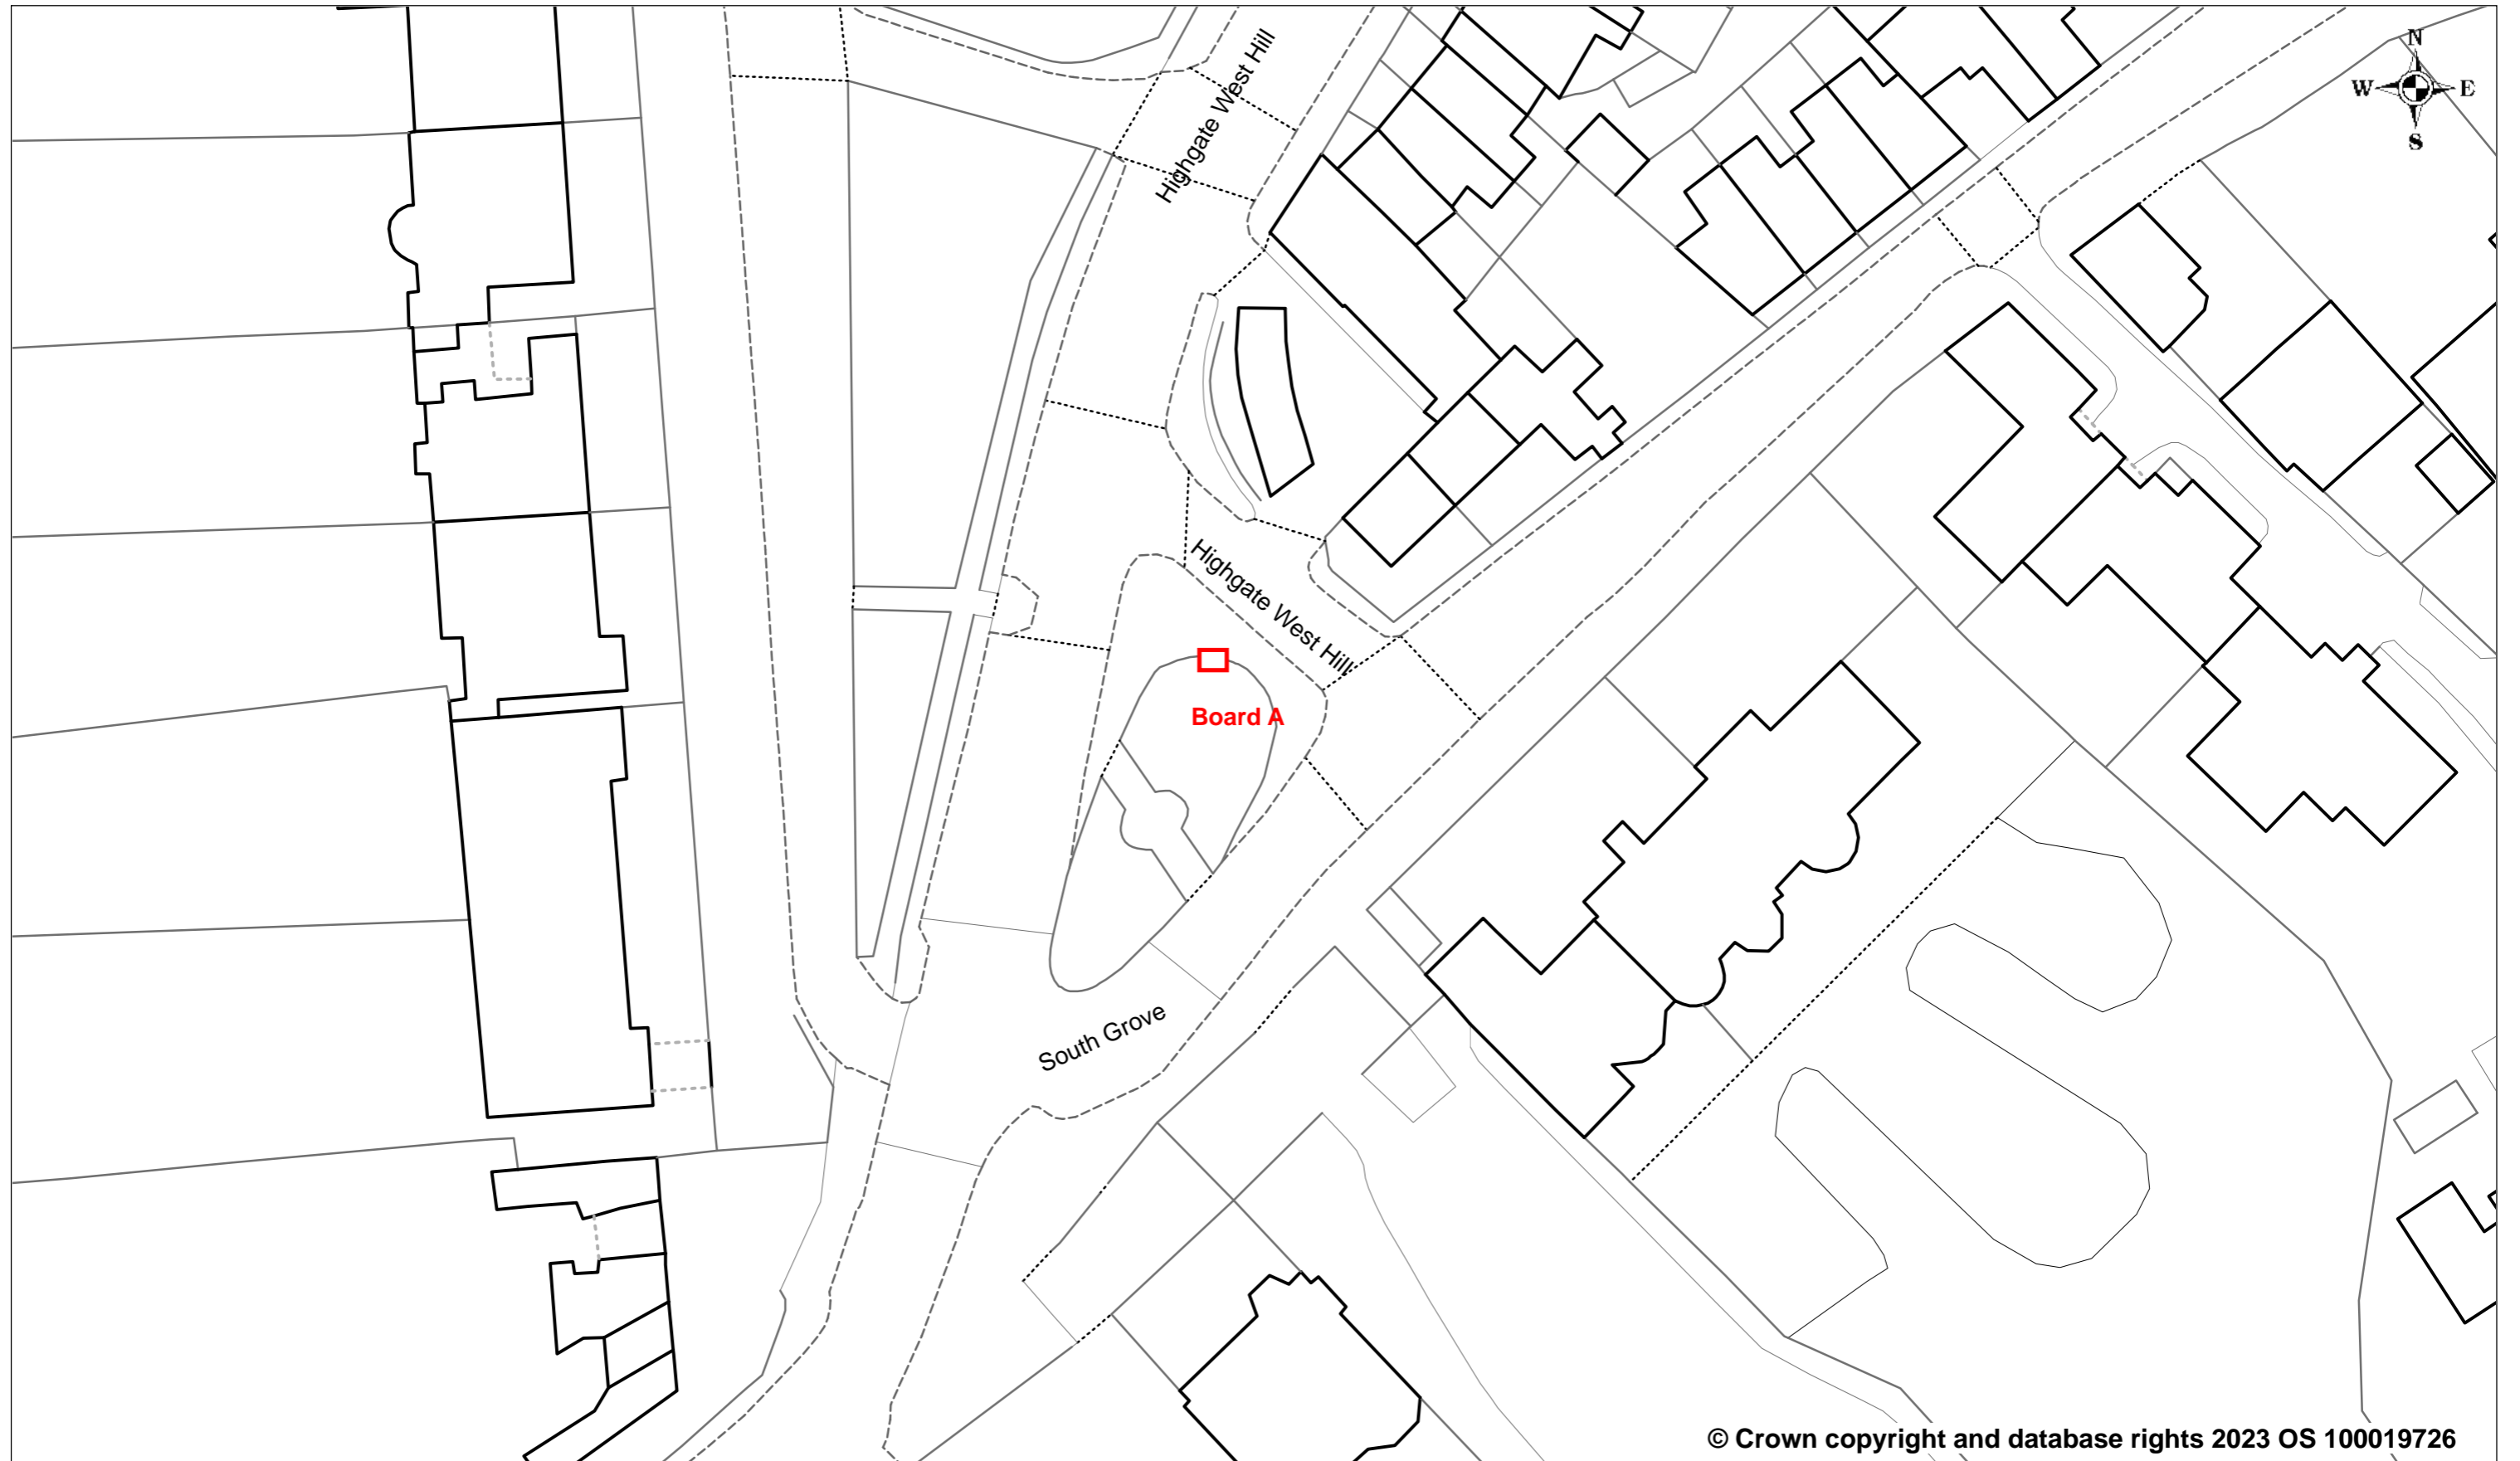 Highgate West Hill
N
W E
S
Highgate West Hill
Board A
South Grove
© Crown copyright and database rights 2023 OS 100019726